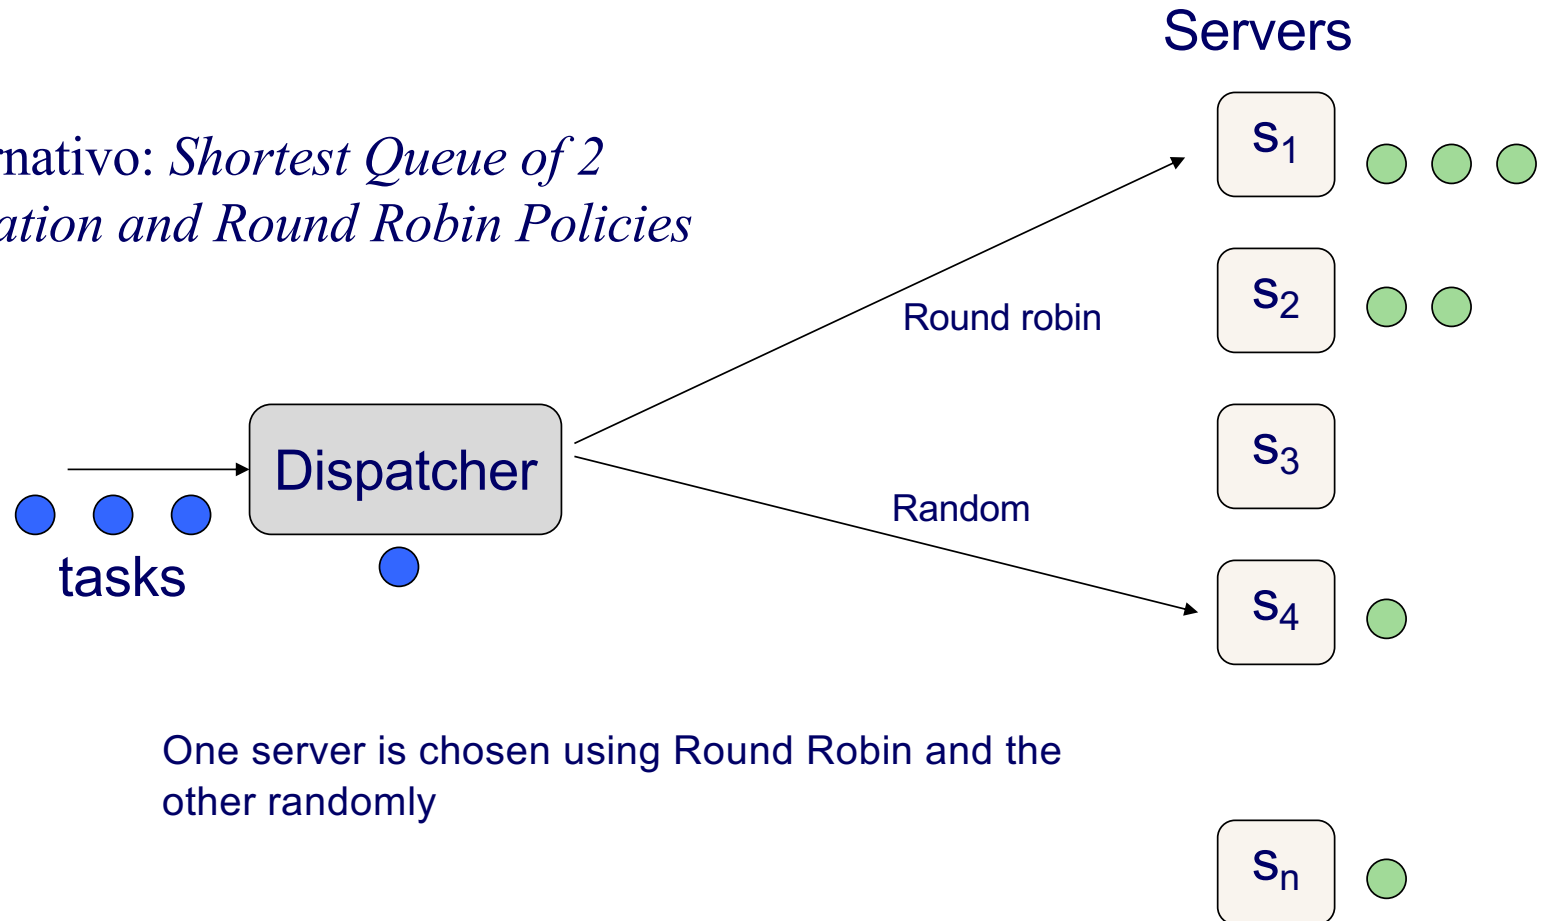 Servers
rnativo: Shortest Queue of 2
ation and Round Robin Policies
s1
s2
Round robin
s3
Dispatcher
Random
tasks
s4
One server is chosen using Round Robin and the
other randomly
sn